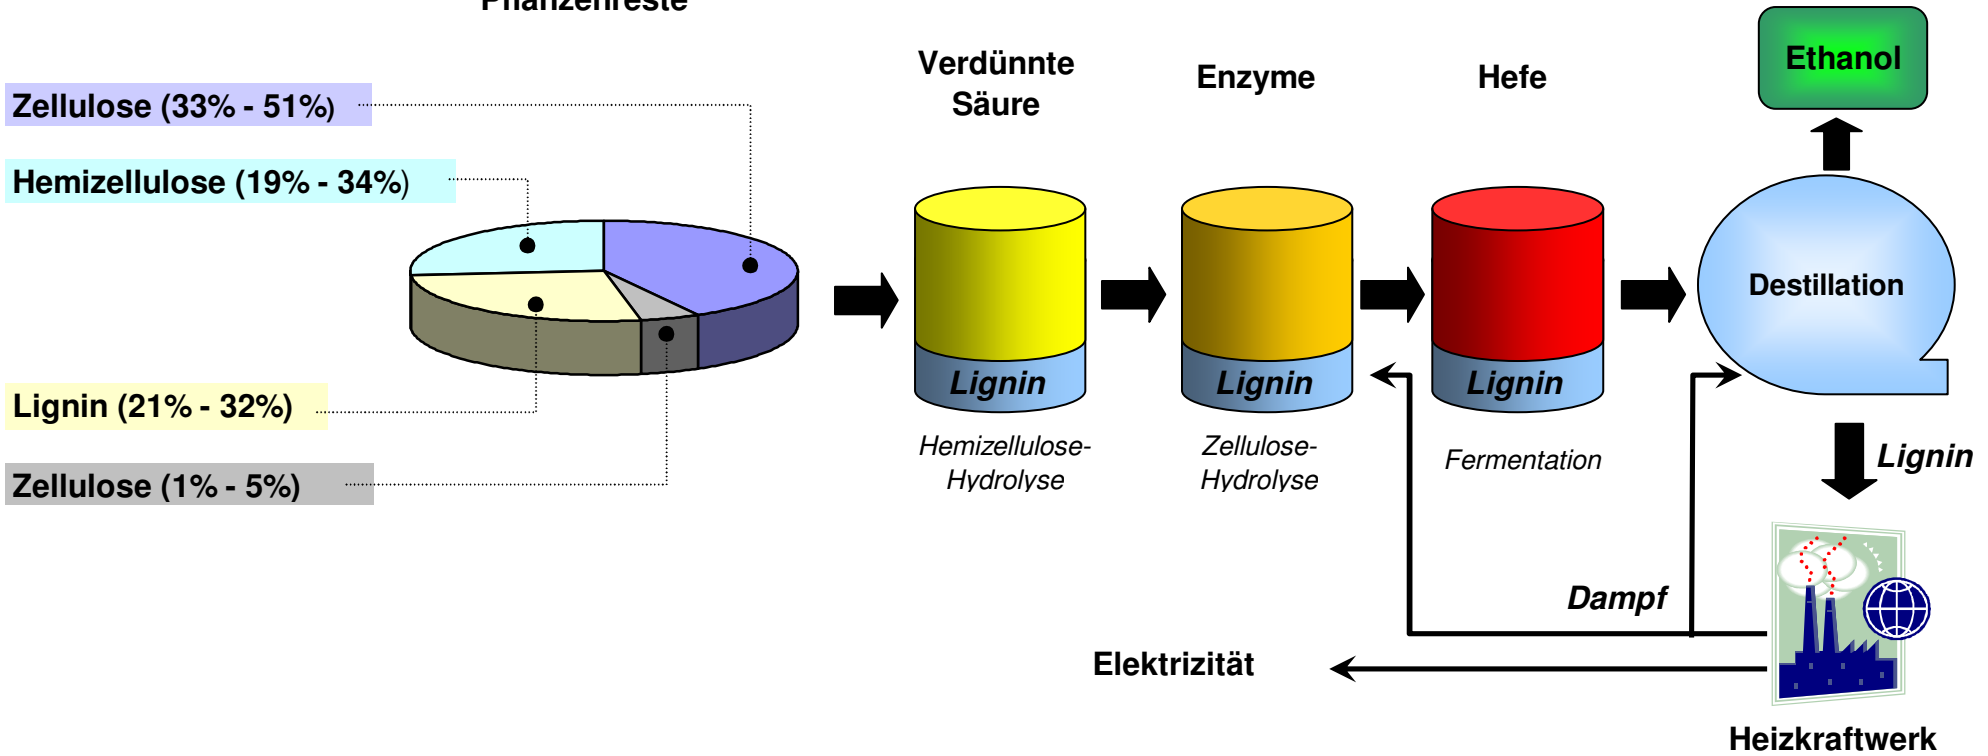 Pflanzenreste
Zellulose (33% - 51%)
Hemizellulose (19% - 34%)
Lignin (21% - 32%)
Zellulose (1% - 5%)
Verdünnte
Säure
Lignin
Hemizellulose-
Hydrolyse
Enzyme
Lignin
Zellulose-
Hydrolyse
Hefe
Lignin
Fermentation
Ethanol
Destillation
Lignin
Dampf
Elektrizität
Heizkraftwerk